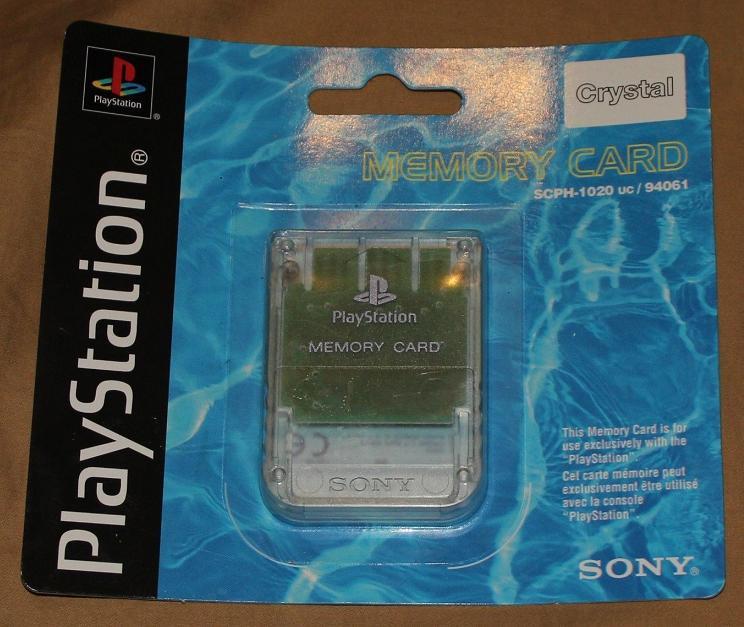 PlayStation
®
PlayStation®
Crystal
MEMORY CARD
SCPH-1020 UC / 94061
PlayStation
MEMORY CARD
CE
SONY
This Memory Card is for
use exclusively with the
"PlayStation".
Cet carte mémoire peut
exclusivement être utilisé
avec la console
"PlayStation".
SONY®